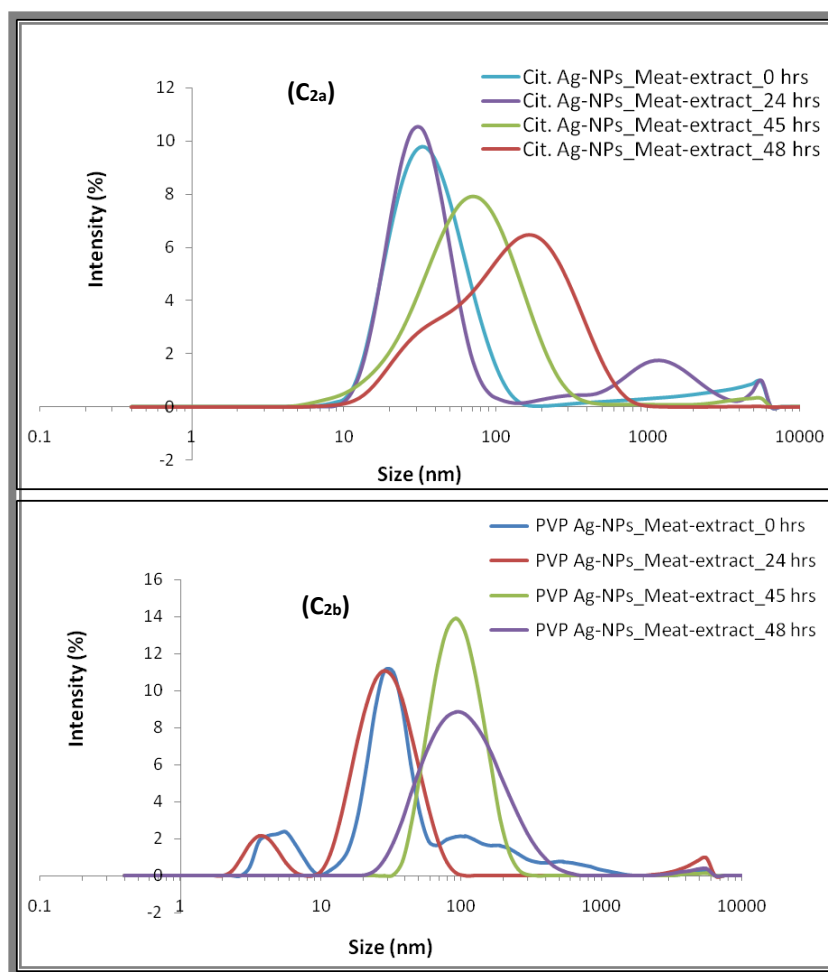 (C2a)
Cit. Ag-NPs_Meat-extract_0 hrs
Cit. Ag-NPs_Meat-extract_24 hrs
Cit. Ag-NPs_Meat-extract_45 hrs
Cit. Ag-NPs_Meat-extract_48 hrs
Intensity (%)
12
10
8
6
4
2
0
-2
0.1 1 10 100 1000 10000
Size (nm)
PVP Ag-NPs_Meat-extract_0 hrs
PVP Ag-NPs_Meat-extract_24 hrs
PVP Ag-NPs_Meat-extract_45 hrs
PVP Ag-NPs_Meat-extract_48 hrs
(C2b)
Intensity (%)
16
14
12
10
8
6
4
2
0
-2
0.1 1 10 100 1000 10000
Size (nm)